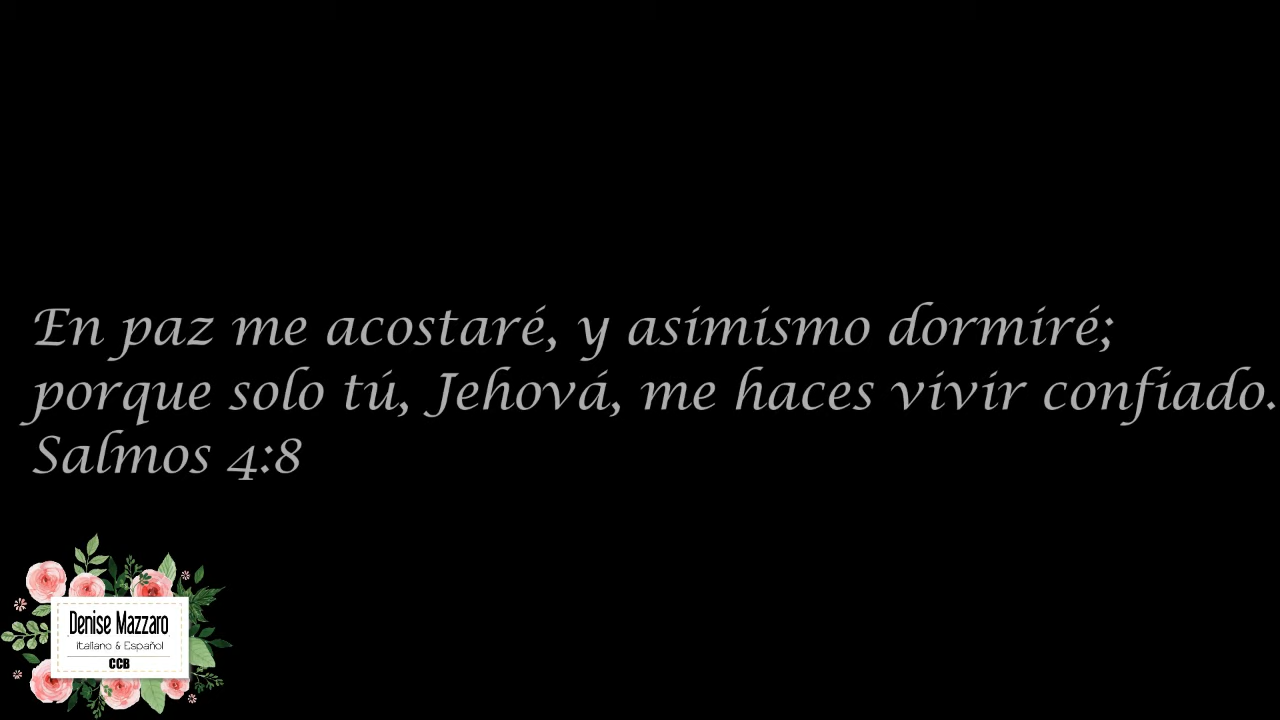 En paz me acostaré, y asimismo dormiré;
porque solo tú, Jehová, me haces vivir confiado.
Salmos 4:8
Denise Mazzaro
Italiano & Español
CCB